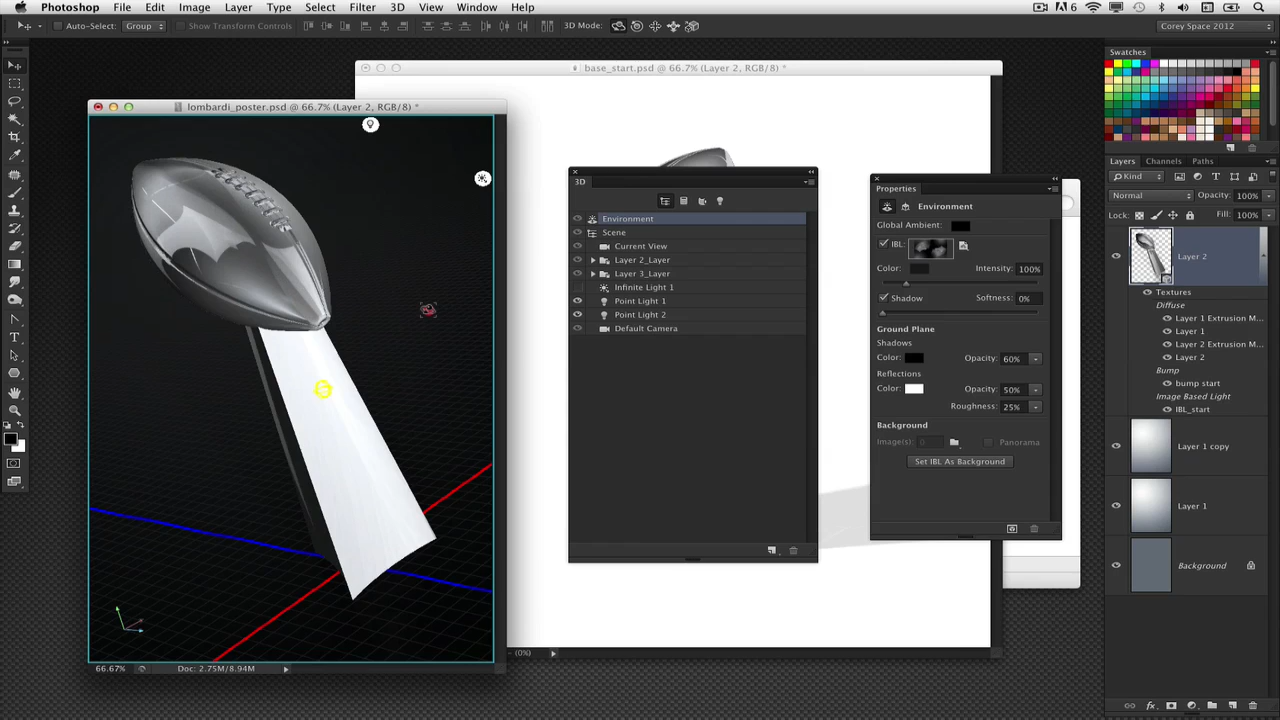 Photoshop File Edit Image Layer Type Select Filter 3D View Window Help
6
Auto-Select: Group Show Transform Controls 3D Mode: Corey Space 2012
base_start.psd @ 66.7% (Layer 2, RGB/8) *
lombardi_poster.psd @ 66.7% (Layer 2, RGB/8) *
3D
Environment
Scene
Current View
Layer 2_Layer
Layer 3_Layer
Infinite Light 1
Point Light 1
Point Light 2
Default Camera
Properties
Environment
Global Ambient:
IBL:
Color: Intensity: 100%
Shadow Softness: 0%
Ground Plane
Shadows
Color: Opacity: 60%
Reflections
Color: Opacity: 50%
Roughness: 25%
Background
Image(s): 0 Panorama
Set IBL As Background
Swatches
Layers Channels Paths
Kind
Normal Opacity: 100%
Lock: Fill: 100%
Layer 2
Textures
Diffuse
Layer 1 Extrusion M...
Layer 1
Layer 2 Extrusion M...
Layer 2
Bump
bump start
Image Based Light
IBL_start
Layer 1 copy
Layer 1
Background
66.67% Doc: 2.75M/8.94M
(0%)